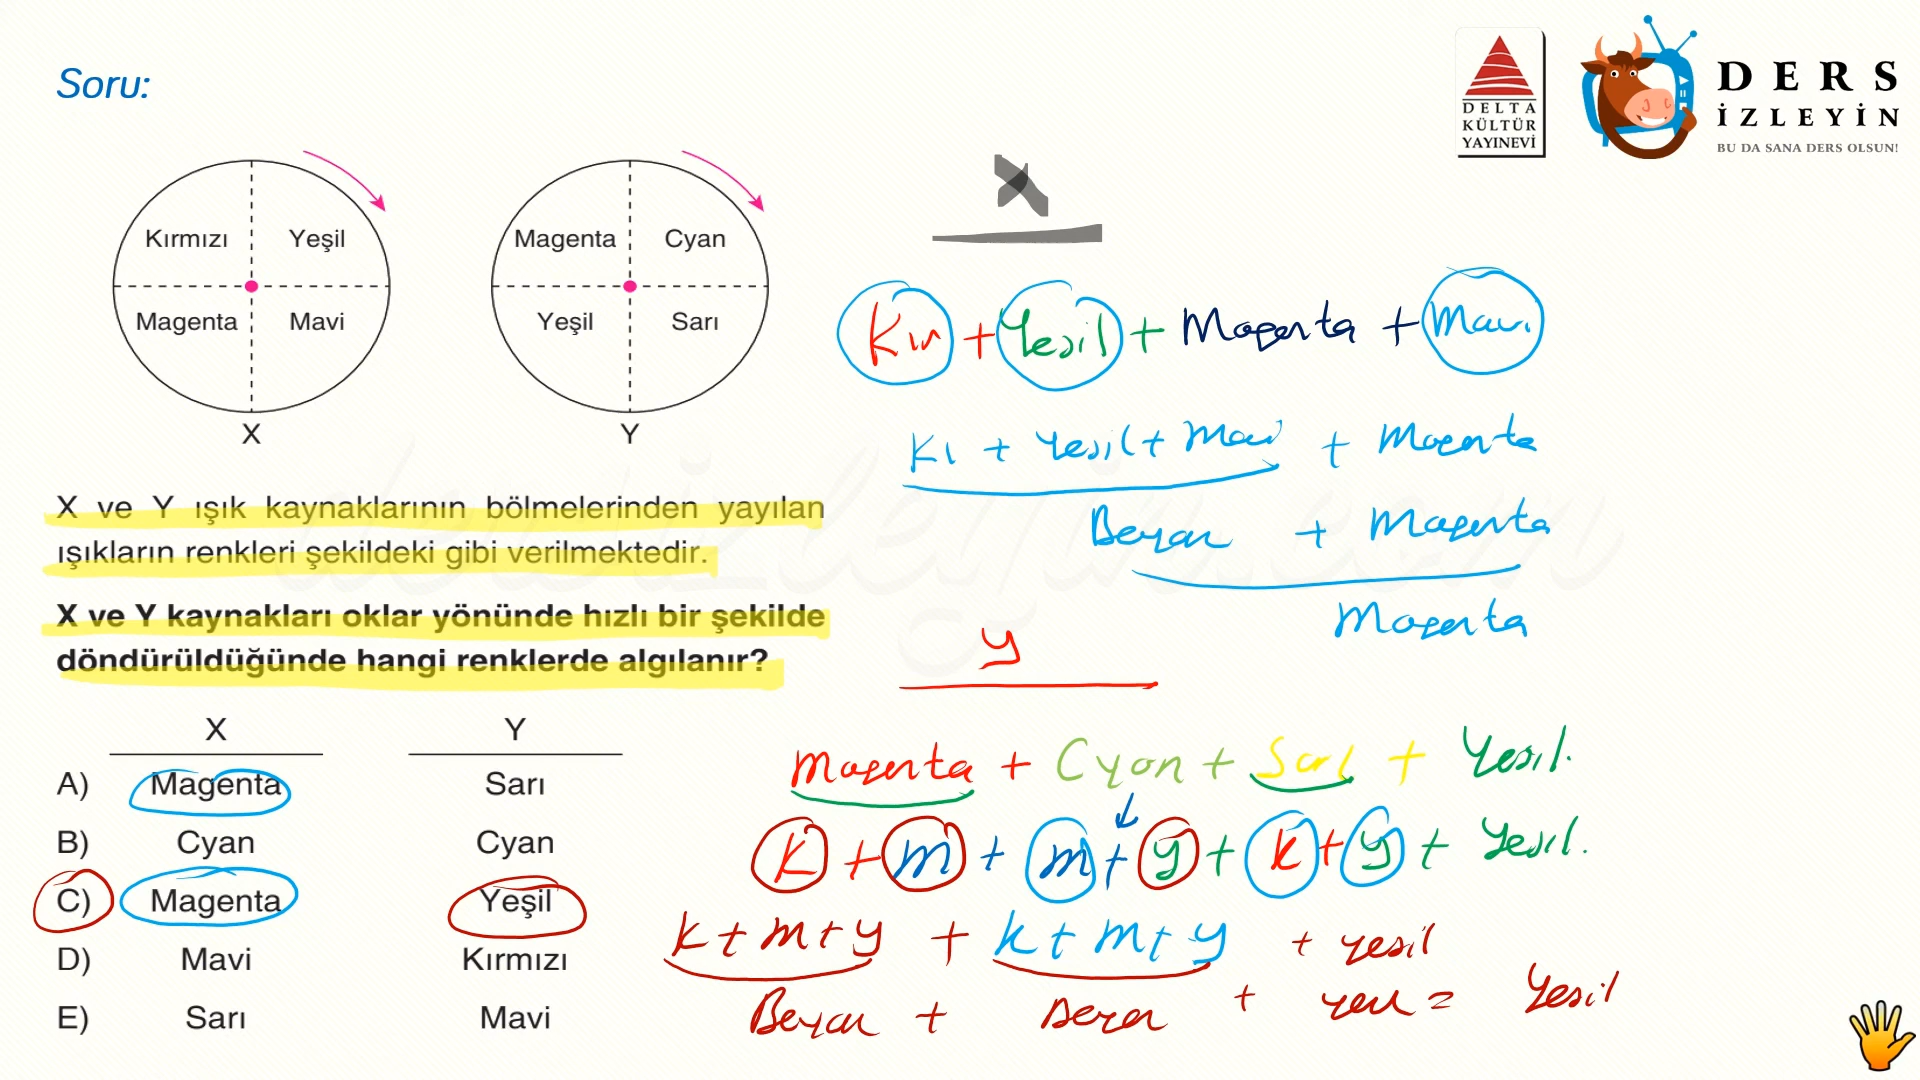 Soru:
DELTA
KÜLTÜR
YAYINEVİ
DERS
İZLEYİN
BU DA SANA DERS OLSUN!
Kırmızı Yeşil
Magenta Mavi
X
Magenta Cyan
Yeşil Sarı
Y
X ve Y ışık kaynaklarının bölmelerinden yayılan
ışıkların renkleri şekildeki gibi verilmektedir.
X ve Y kaynakları oklar yönünde hızlı bir şekilde
döndürüldüğünde hangi renklerde algılanır?
X Y
A) Magenta Sarı
B) Cyan Cyan
C) Magenta Yeşil
D) Mavi Kırmızı
E) Sarı Mavi
X
Kır + Yeşil + Magenta + Mavi
Kı + Yeşil + Mavi + Magenta
Beyaz + Magenta
Magenta
y
Magenta + Cyan + Sarı + Yeşil.
K + m + m + y + k + y + Yeşil.
k + m + y + k + m + y + yeşil
Beyaz + Beyaz + = Yeşil
dersizleyin.com